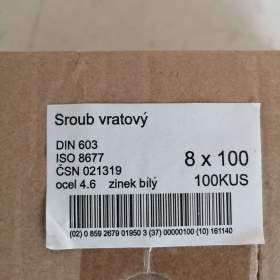 Sroub vratový
DIN 603
ISO 8677
ČSN 021319
ocel 4.6 zinek bílý
8 x 100
100KUS
(02) 0 859 2679 01950 3 (37) 00000100 (10) 161140